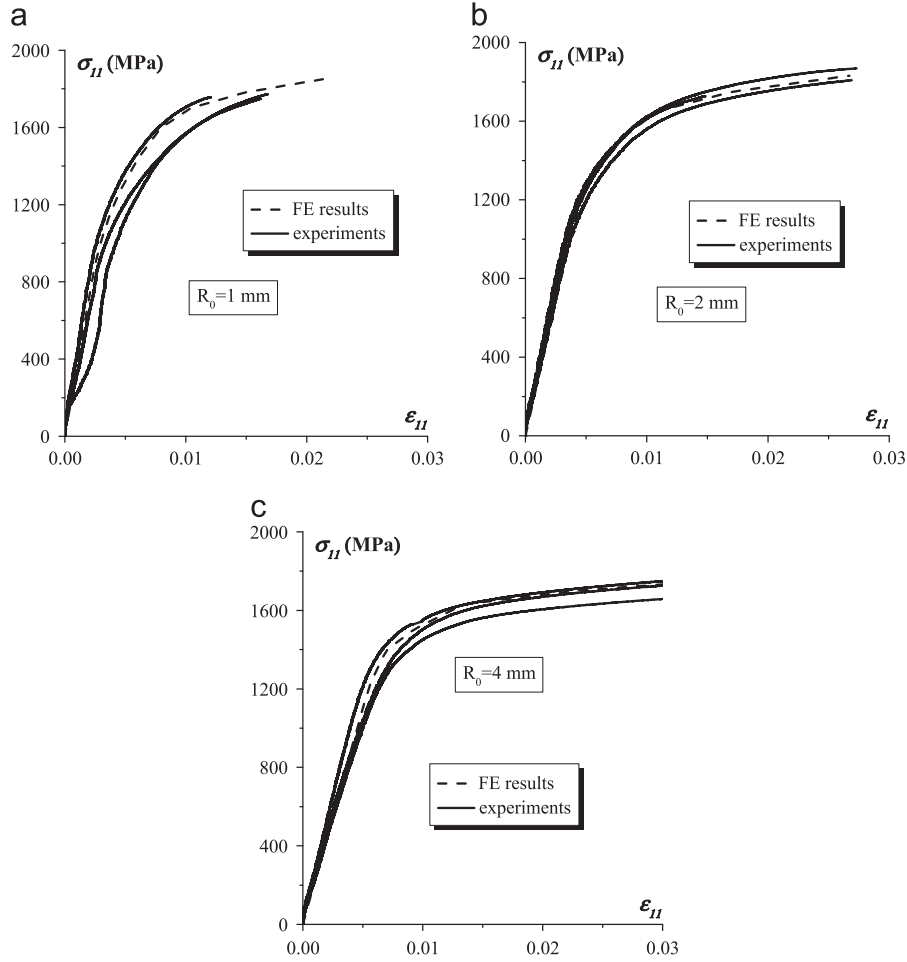 a
2000
σ₁₁ (MPa)
1600
1200
800
400
0
FE results
experiments
R₀=1 mm
ε₁₁
0.00
0.01
0.02
0.03
b
2000
σ₁₁ (MPa)
1600
1200
800
400
0
FE results
experiments
R₀=2 mm
ε₁₁
0.00
0.01
0.02
0.03
c
2000
σ₁₁ (MPa)
1600
1200
800
400
0
R₀=4 mm
FE results
experiments
ε₁₁
0.00
0.01
0.02
0.03